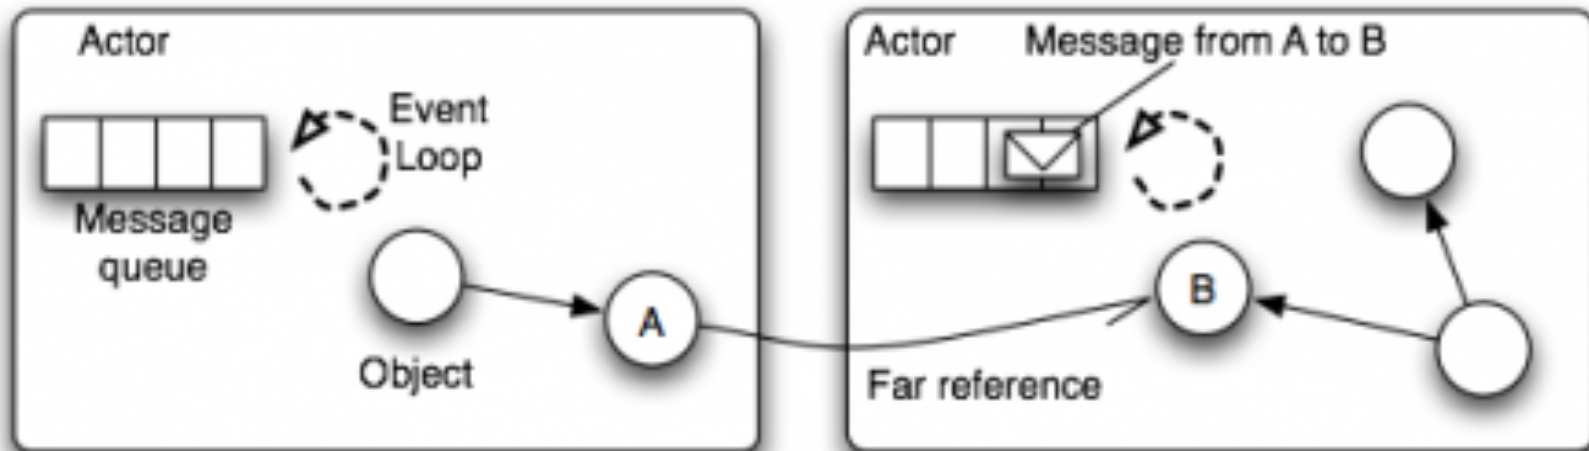 Actor
Event
Loop
Message
queue
Object
A
Actor
Message from A to B
B
Far reference